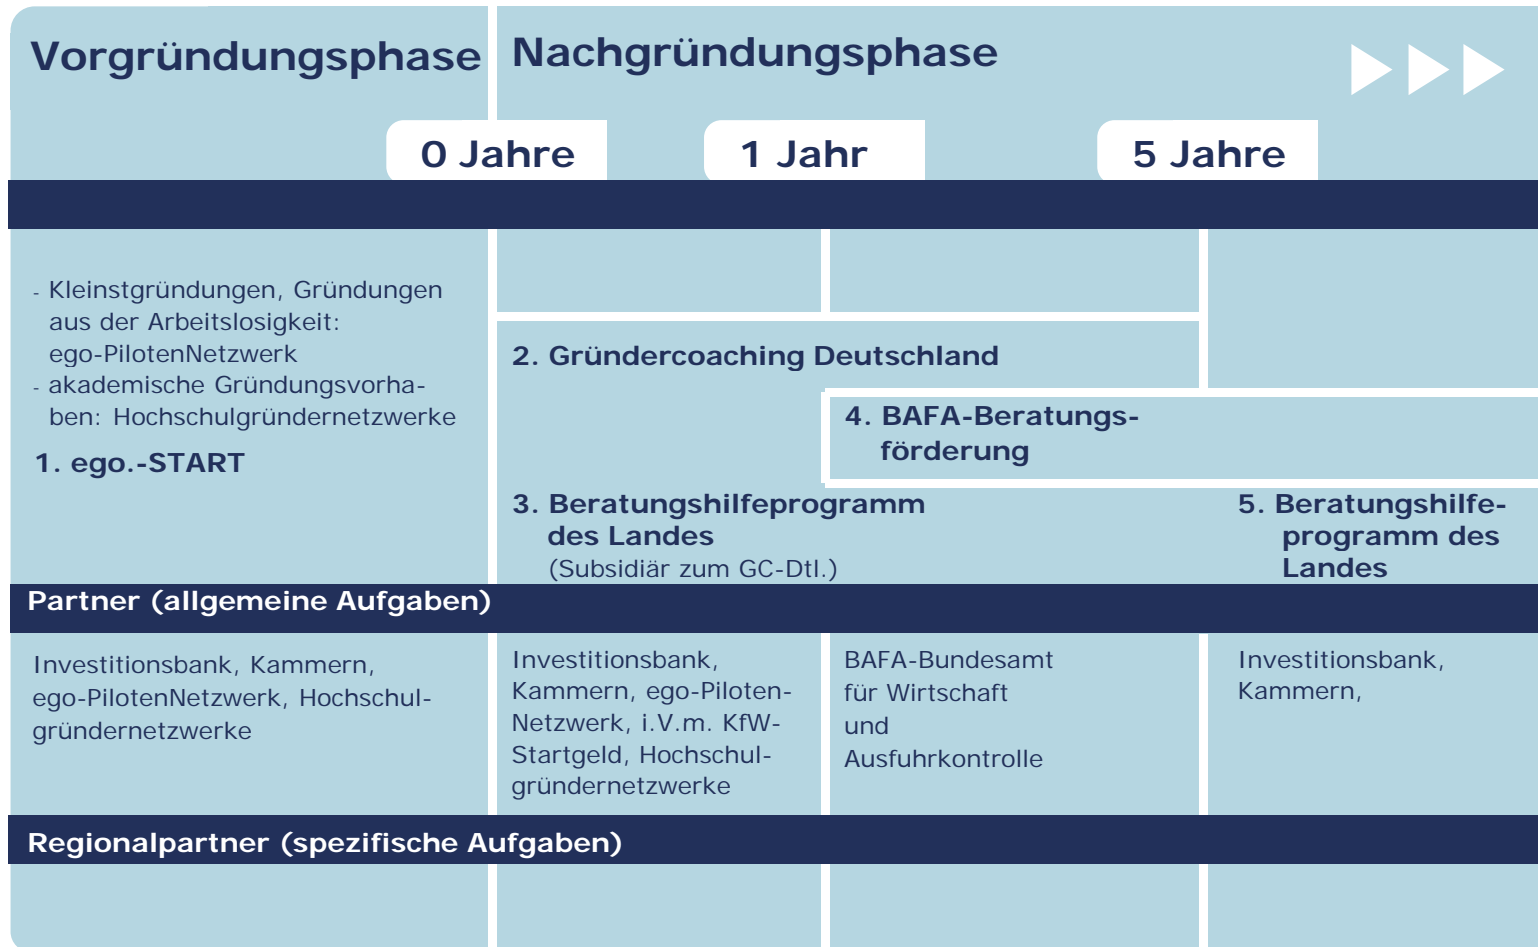 Vorgründungsphase
Nachgründungsphase
0 Jahre
1 Jahr
5 Jahre
- Kleinstgründungen, Gründungen
aus der Arbeitslosigkeit:
ego-PilotenNetzwerk
- akademische Gründungsvorha-
ben: Hochschulgründernetzwerke
1. ego.-START
2. Gründercoaching Deutschland
4. BAFA-Beratungs-
förderung
3. Beratungshilfeprogramm
des Landes
(Subsidiär zum GC-Dtl.)
5. Beratungshilfe-
programm des
Landes
Partner (allgemeine Aufgaben)
Investitionsbank, Kammern,
ego-PilotenNetzwerk, Hochschul-
gründernetzwerke
Investitionsbank,
Kammern, ego-Piloten-
Netzwerk, i.V.m. KfW-
Startgeld, Hochschul-
gründernetzwerke
BAFA-Bundesamt
für Wirtschaft
und
Ausfuhrkontrolle
Investitionsbank,
Kammern,
Regionalpartner (spezifische Aufgaben)